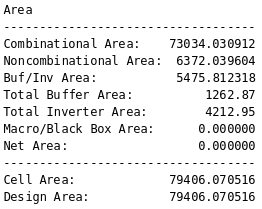 Area
-----------------------------------
Combinational Area:    73034.030912
Noncombinational Area:  6372.039604
Buf/Inv Area:           5475.812318
Total Buffer Area:          1262.87
Total Inverter Area:        4212.95
Macro/Black Box Area:      0.000000
Net Area:                  0.000000
-----------------------------------
Cell Area:             79406.070516
Design Area:           79406.070516